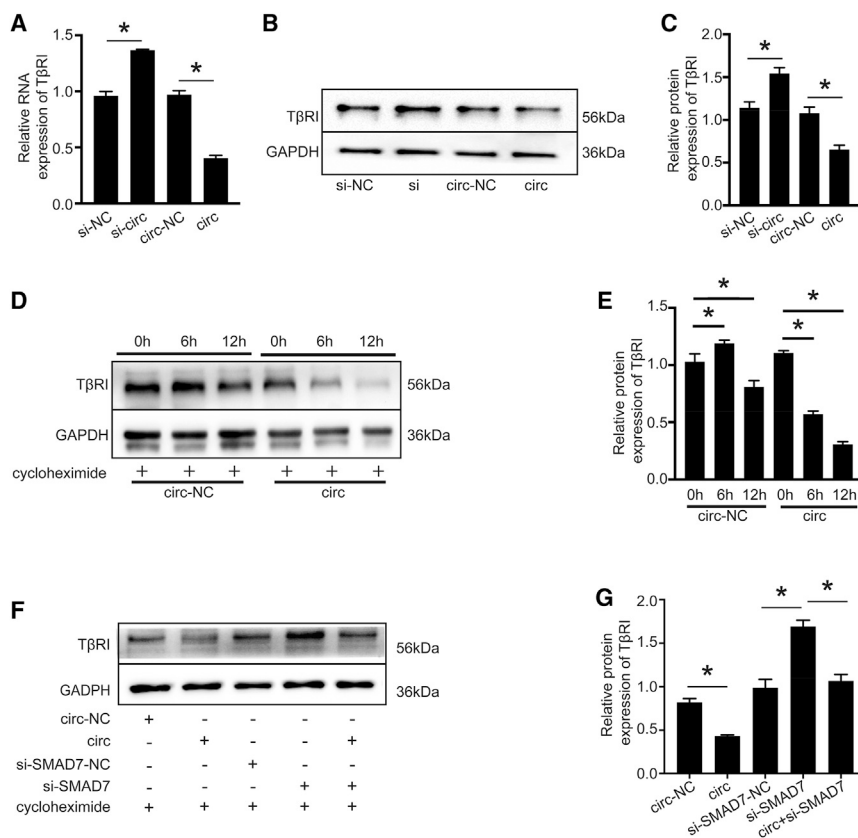 A
Relative RNA
expression of TβRI
1.5
1.0
0.5
0.0
*
*
si-NC
si-circ
circ-NC
circ
B
TβRI
56kDa
GAPDH
36kDa
si-NC si circ-NC circ
C
Relative protein
expression of TβRI
2.0
1.5
1.0
0.5
0.0
*
*
si-NC
si-circ
circ-NC
circ
D
0h 6h 12h 0h 6h 12h
TβRI
56kDa
GAPDH
36kDa
cycloheximide + + + + + +
circ-NC circ
E
Relative protein
expression of TβRI
1.5
1.0
0.5
0.0
*
*
*
*
0h 6h 12h 0h 6h 12h
circ-NC circ
F
TβRI
56kDa
GADPH
36kDa
circ-NC + - - - -
circ - + - - +
si-SMAD7-NC - - + - -
si-SMAD7 - - - + +
cycloheximide + + + + +
G
Relative protein
expression of TβRI
2.0
1.5
1.0
0.5
0.0
*
*
*
circ-NC
circ
si-SMAD7-NC
si-SMAD7
circ+si-SMAD7